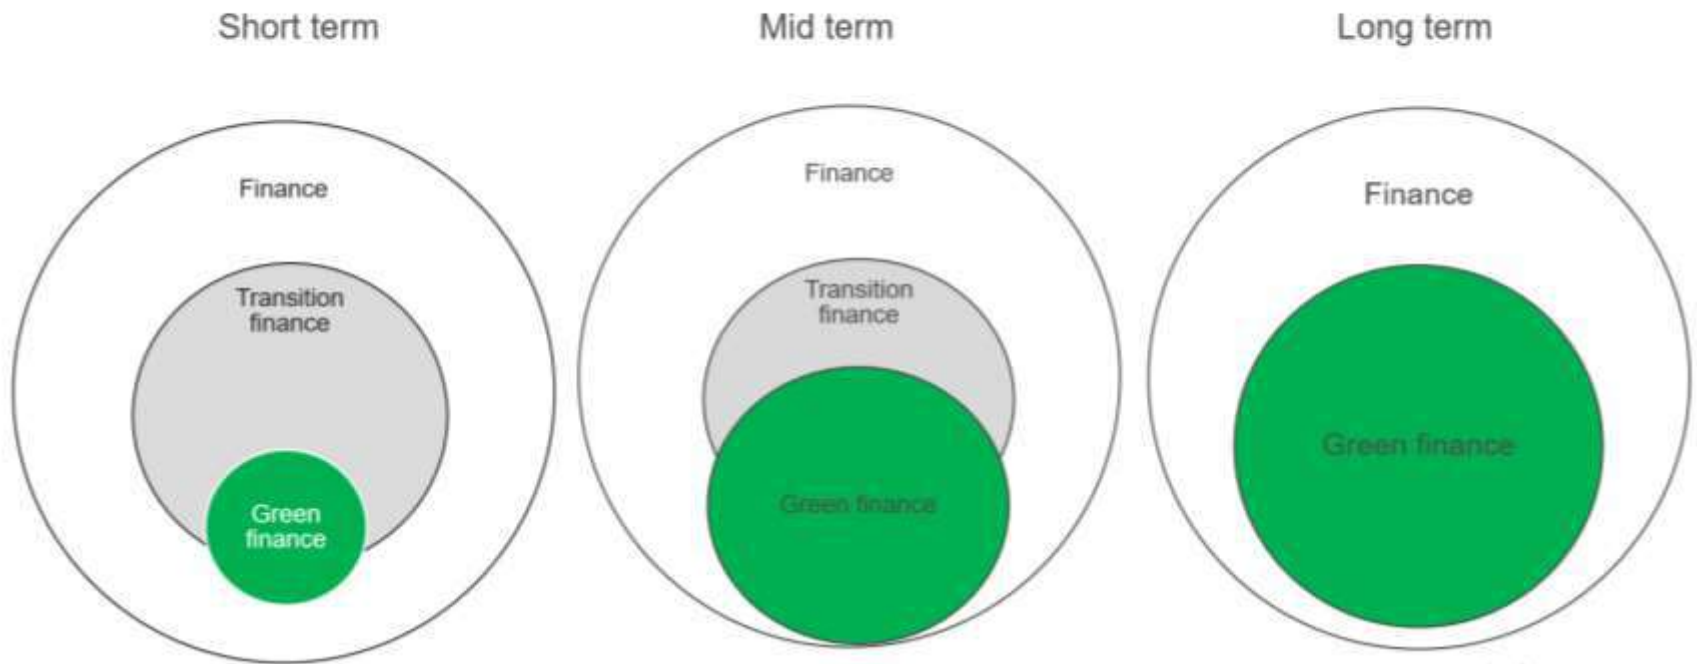 Short term
Mid term
Long term
Finance
Transition
finance
Green
finance
Finance
Transition
finance
Green finance
Finance
Green finance